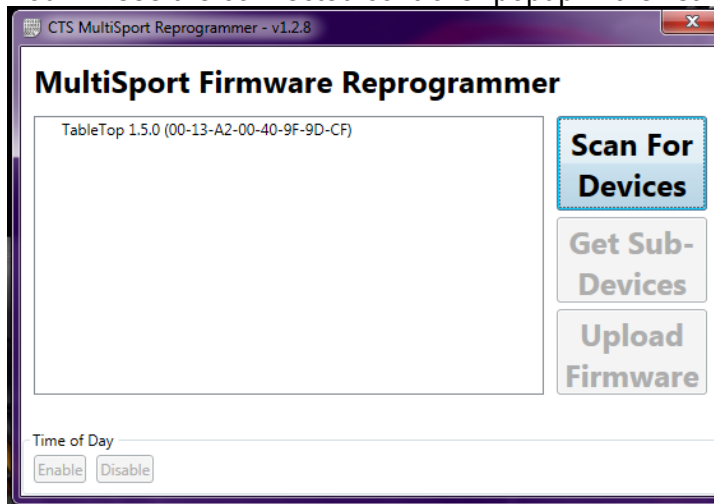 CTS MultiSport Reprogrammer - v1.2.8
x
MultiSport Firmware Reprogrammer
TableTop 1.5.0 (00-13-A2-00-40-9F-9D-CF)
Scan For
Devices
Get Sub-
Devices
Upload
Firmware
Time of Day
Enable Disable